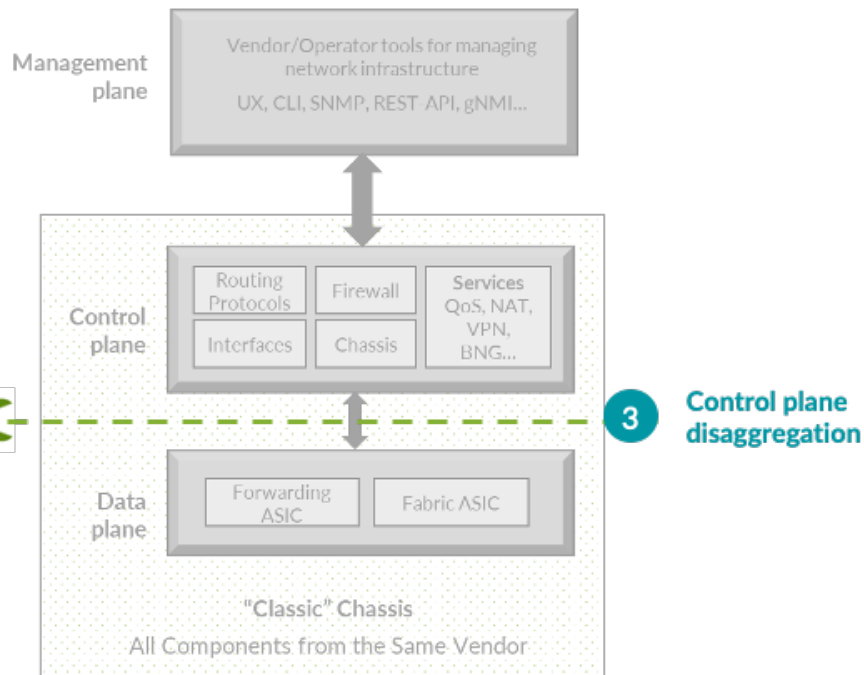 Management
plane
Vendor/Operator tools for managing
network infrastructure
UX, CLI, SNMP, REST-API, gNMI...
Control
plane
Routing
Protocols
Firewall
Interfaces
Chassis
Services
QoS, NAT,
VPN,
BNG...
3
Control plane
disaggregation
Data
plane
Forwarding
ASIC
Fabric ASIC
“Classic” Chassis
All Components from the Same Vendor